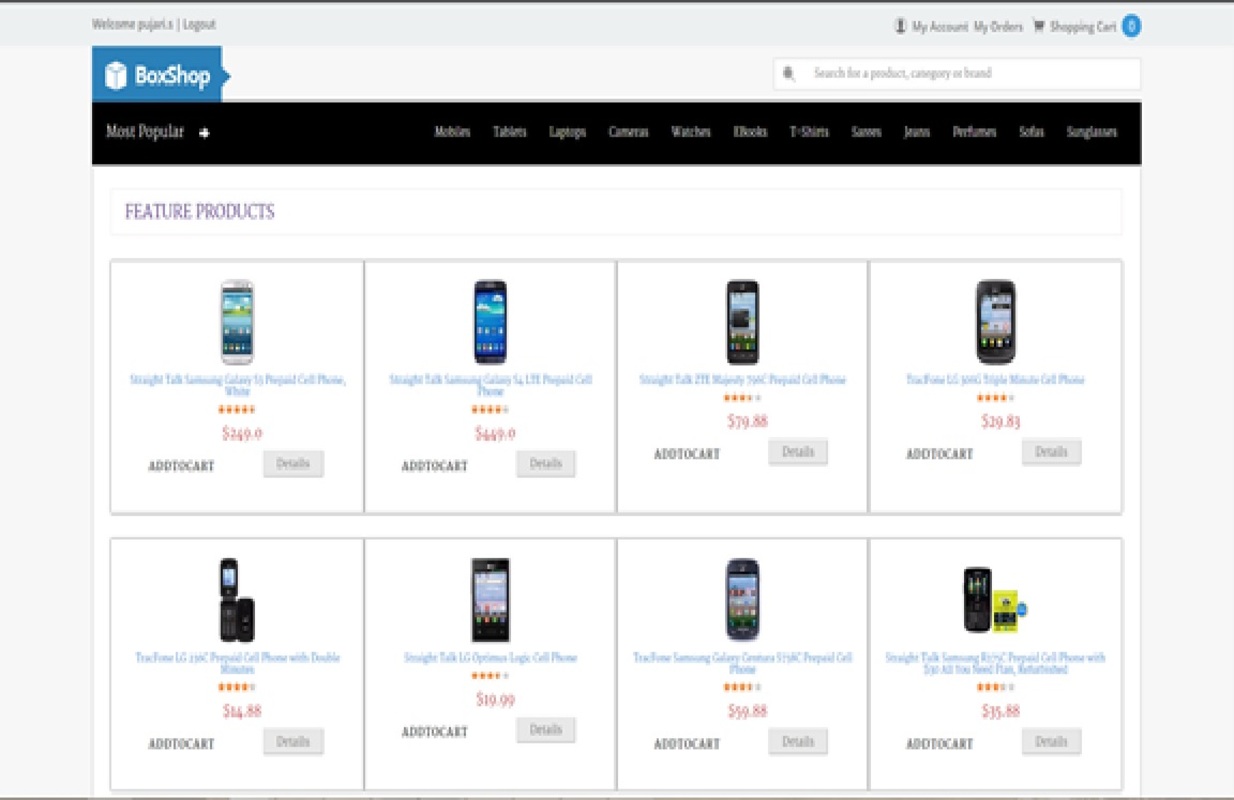 Welcome pujari.s | Logout
My Account My Orders Shopping Cart 0
BoxShop
Search for a product, category or brand
Most Popular
Mobiles Tablets Laptops Cameras Watches EBooks T-Shirts Sarees Jeans Perfumes Sofas Sunglasses
FEATURE PRODUCTS
Straight Talk Samsung Galaxy S3 Prepaid Cell Phone,
White
$249.0
ADDTOCART Details
Straight Talk Samsung Galaxy S4 LTE Prepaid Cell
Phone
$449.0
ADDTOCART Details
Straight Talk ZTE Majesty 796C Prepaid Cell Phone
$79.88
ADDTOCART Details
TracFone LG 306G Triple Minute Cell Phone
$29.83
ADDTOCART Details
TracFone LG 236C Prepaid Cell Phone with Double
Minutes
$14.88
ADDTOCART Details
Straight Talk LG Optimus Logic Cell Phone
$19.99
ADDTOCART Details
TracFone Samsung Galaxy Centura S738C Prepaid Cell
Phone
$59.88
ADDTOCART Details
Straight Talk Samsung R375C Prepaid Cell Phone with
$30 All You Need Plan, Refurbished
$35.88
ADDTOCART Details